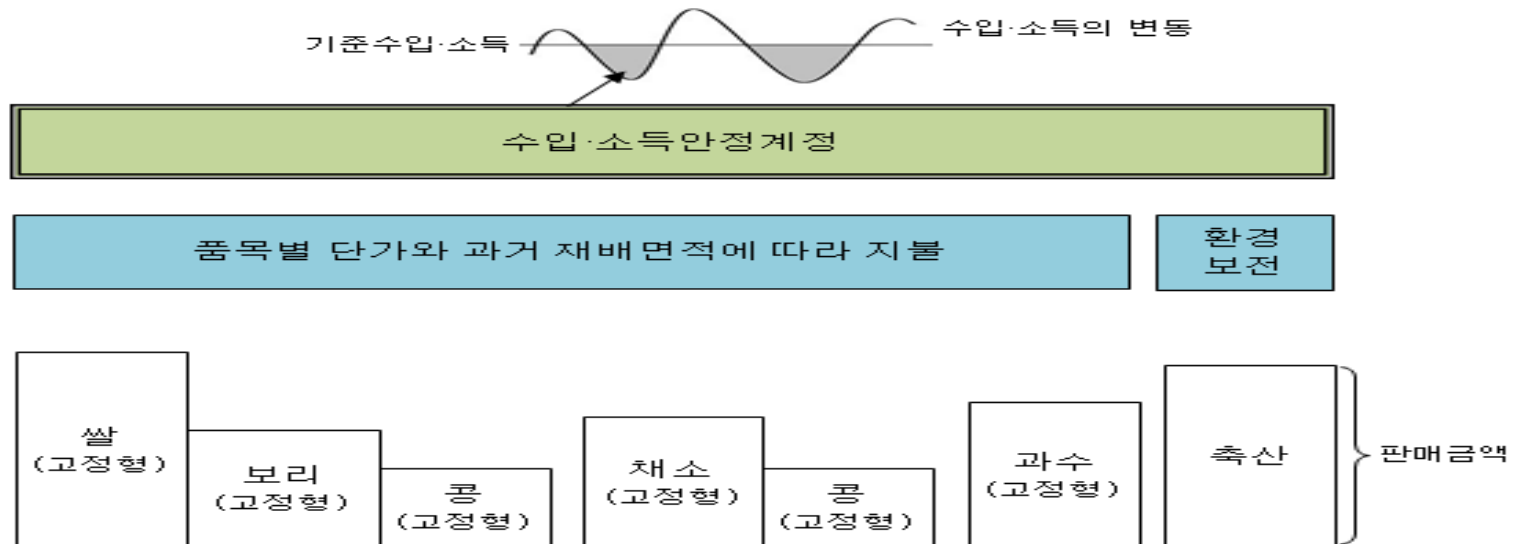 기준수입·소득
수입·소득의 변동
수입·소득안정계정
품목별 단가와 과거 재배면적에 따라 지불
환경
보전
쌀
(고정형)
보리
(고정형)
콩
(고정형)
채소
(고정형)
콩
(고정형)
과수
(고정형)
축산
판매금액